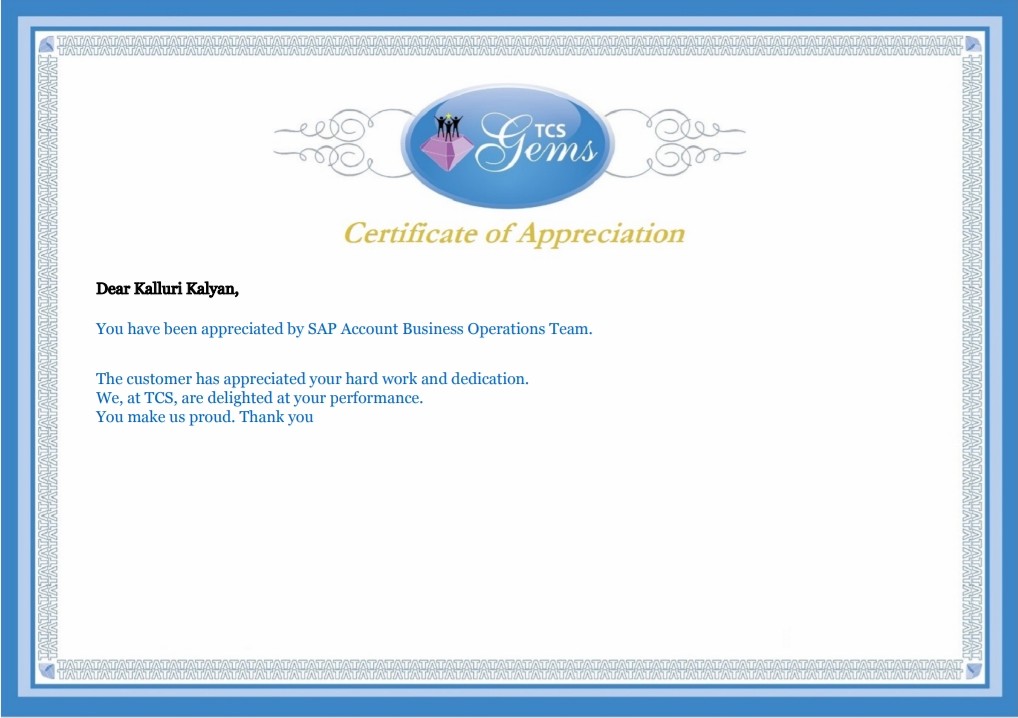 TCS
Gems
Certificate of Appreciation
Dear Kalluri Kalyan,
You have been appreciated by SAP Account Business Operations Team.
The customer has appreciated your hard work and dedication.
We, at TCS, are delighted at your performance.
You make us proud. Thank you